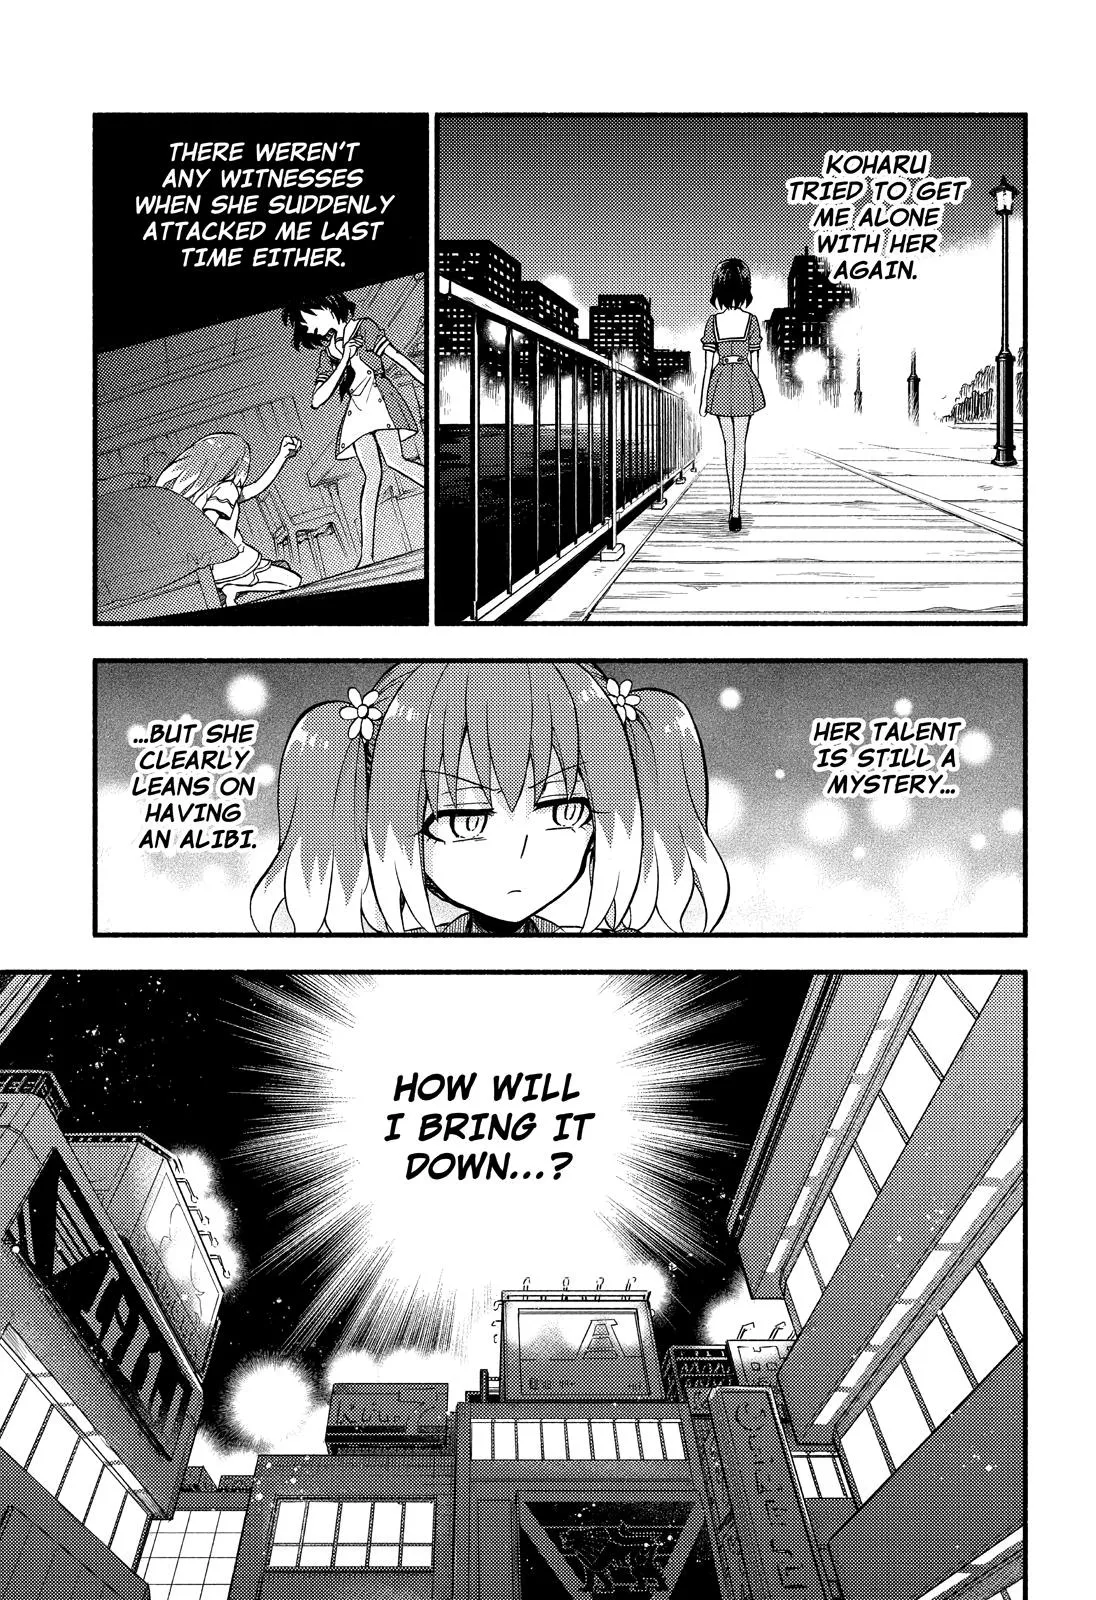 KOHARU
TRIED TO GET
ME ALONE
WITH HER
AGAIN.
THERE WEREN'T
ANY WITNESSES
WHEN SHE SUDDENLY
ATTACKED ME LAST
TIME EITHER.
HER TALENT
IS STILL A
MYSTERY...
...BUT SHE
CLEARLY
LEANS ON
HAVING
AN ALIBI.
HOW WILL
I BRING IT
DOWN...?